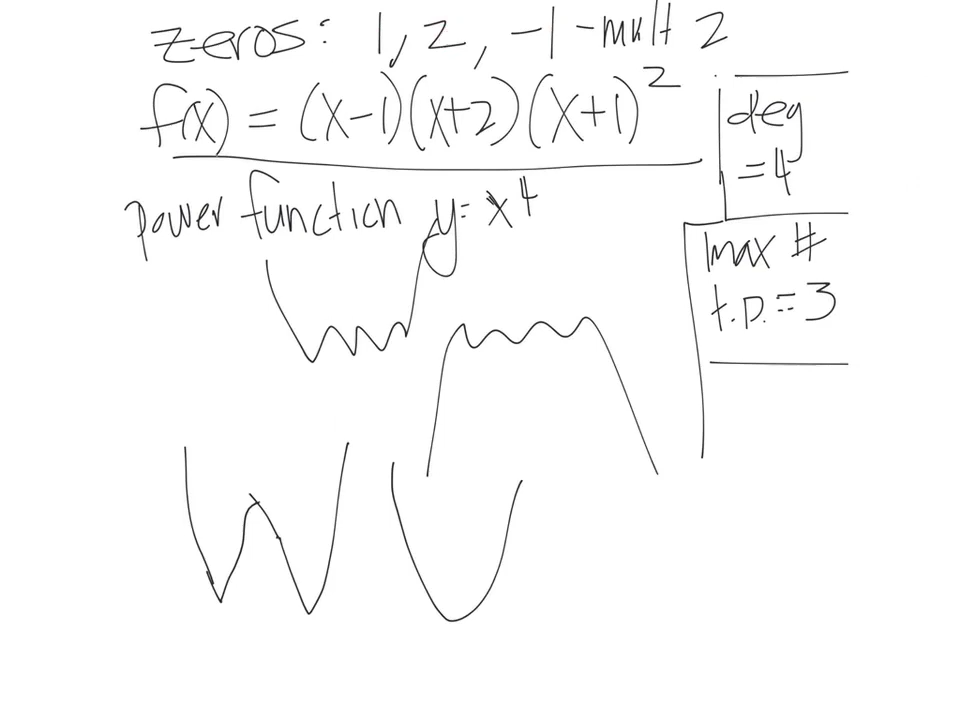 zeros: 1, 2, -1 - mult 2
f(x) = (x-1)(x+2)(x+1)²
deg
= 4
power function y = x⁴
max #
t.p. = 3